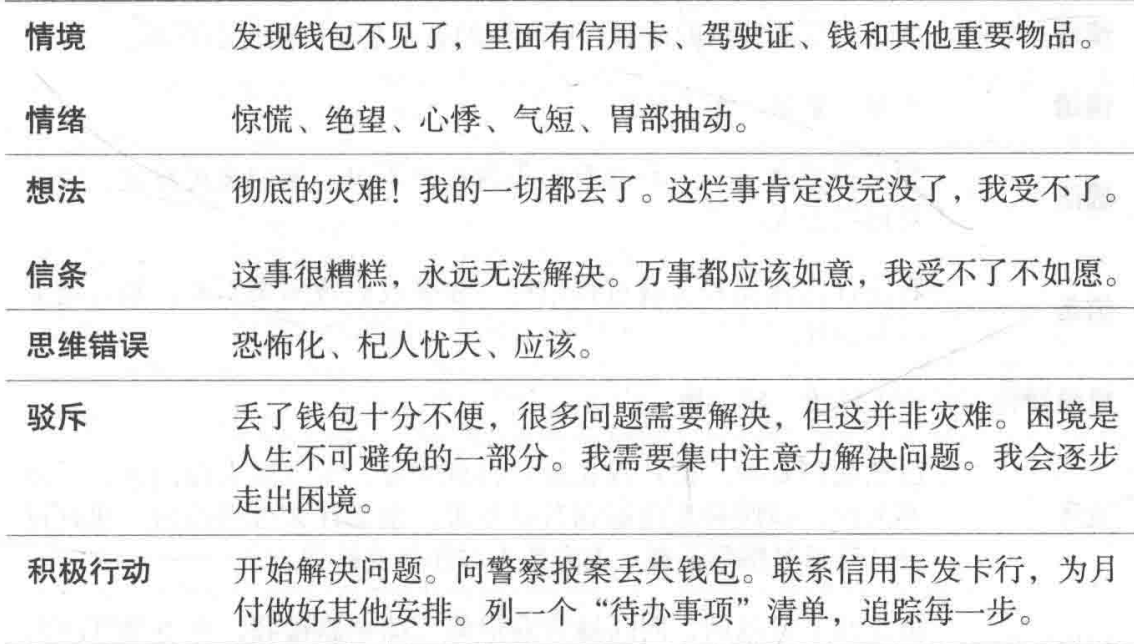 情境 发现钱包不见了，里面有信用卡、驾驶证、钱和其他重要物品。
情绪 惊慌、绝望、心悸、气短、胃部抽动。
想法 彻底的灾难！我的一切都丢了。这烂事肯定没完没了，我受不了。
信条 这事很糟糕，永远无法解决。万事都应该如意，我受不了不如愿。
思维错误 恐怖化、杞人忧天、应该。
驳斥 丢了钱包十分不便，很多问题需要解决，但这并非灾难。困境是
人生不可避免的一部分。我需要集中注意力解决问题。我会逐步
走出困境。
积极行动 开始解决问题。向警察报案丢失钱包。联系信用卡发卡行，为月
付做好其他安排。列一个“待办事项”清单，追踪每一步。